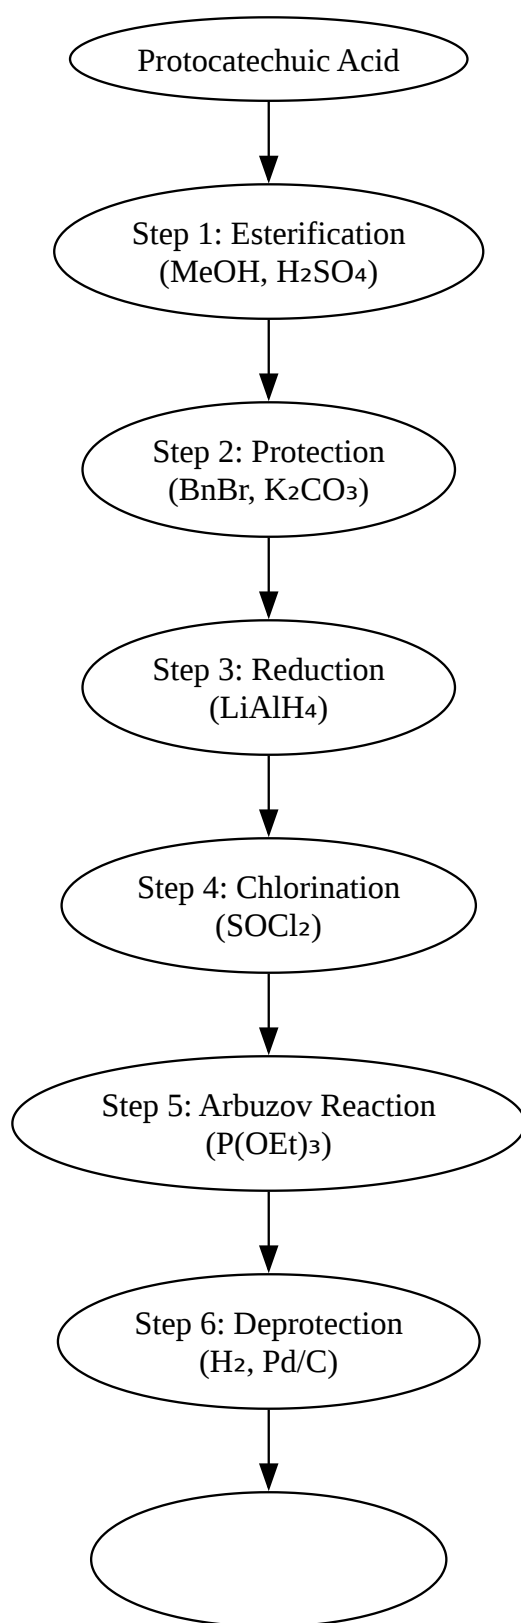 Protocatechuic Acid
Step 1: Esterification
(MeOH, H₂SO₄)
Step 2: Protection
(BnBr, K₂CO₃)
Step 3: Reduction
(LiAlH₄)
Step 4: Chlorination
(SOCl₂)
Step 5: Arbuzov Reaction
(P(OEt)₃)
Step 6: Deprotection
(H₂, Pd/C)